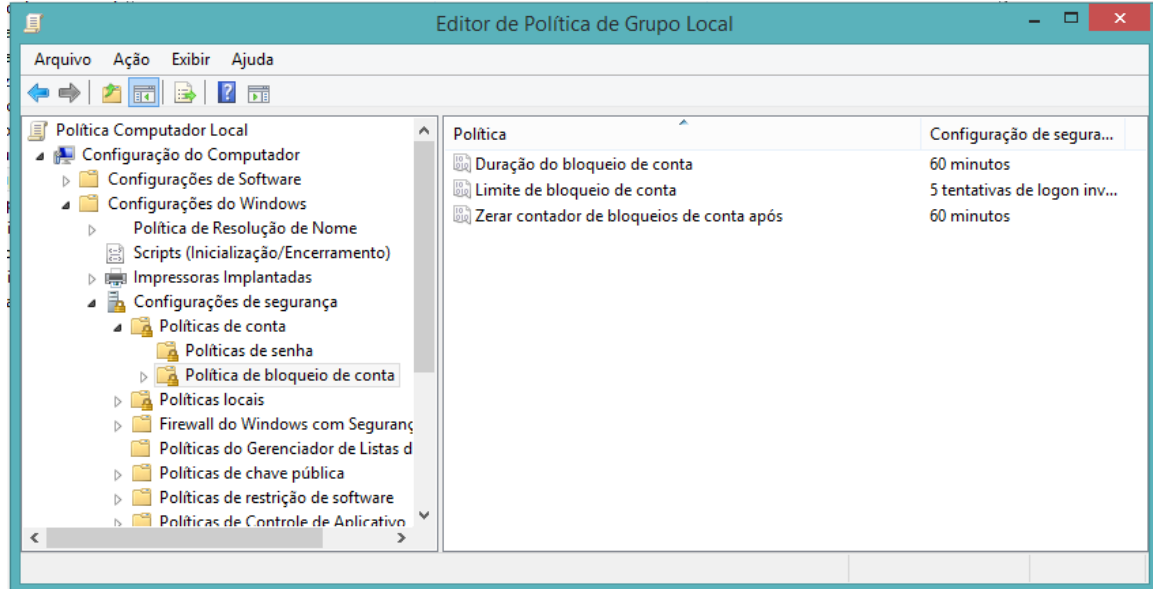 Editor de Política de Grupo Local
Arquivo Ação Exibir Ajuda
Política Computador Local
Configuração do Computador
Configurações de Software
Configurações do Windows
Política de Resolução de Nome
Scripts (Inicialização/Encerramento)
Impressoras Implantadas
Configurações de segurança
Políticas de conta
Políticas de senha
Política de bloqueio de conta
Políticas locais
Firewall do Windows com Seguranç
Políticas do Gerenciador de Listas d
Políticas de chave pública
Políticas de restrição de software
Políticas de Controle de Aplicativo
Política Configuração de segura...
Duração do bloqueio de conta 60 minutos
Limite de bloqueio de conta 5 tentativas de logon inv...
Zerar contador de bloqueios de conta após 60 minutos